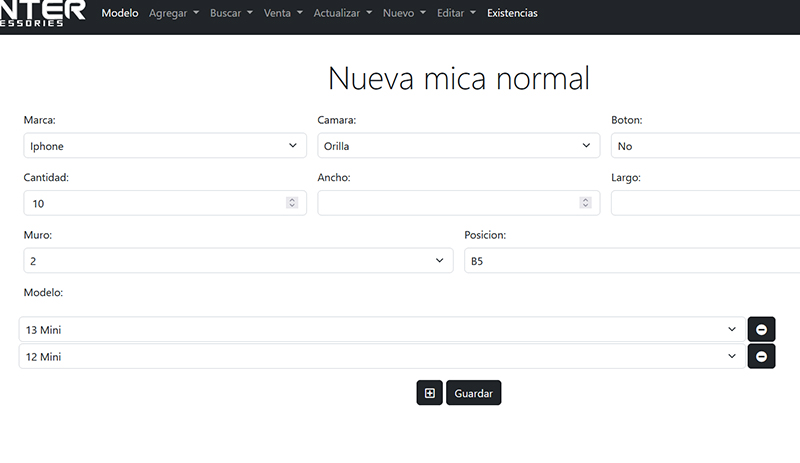 NTER
ESSORIES
Modelo Agregar Buscar Venta Actualizar Nuevo Editar Existencias
Nueva mica normal
Marca: Camara: Boton:
Iphone Orilla No
Cantidad: Ancho: Largo:
10
Muro: Posicion:
2 B5
Modelo:
13 Mini
12 Mini
Guardar